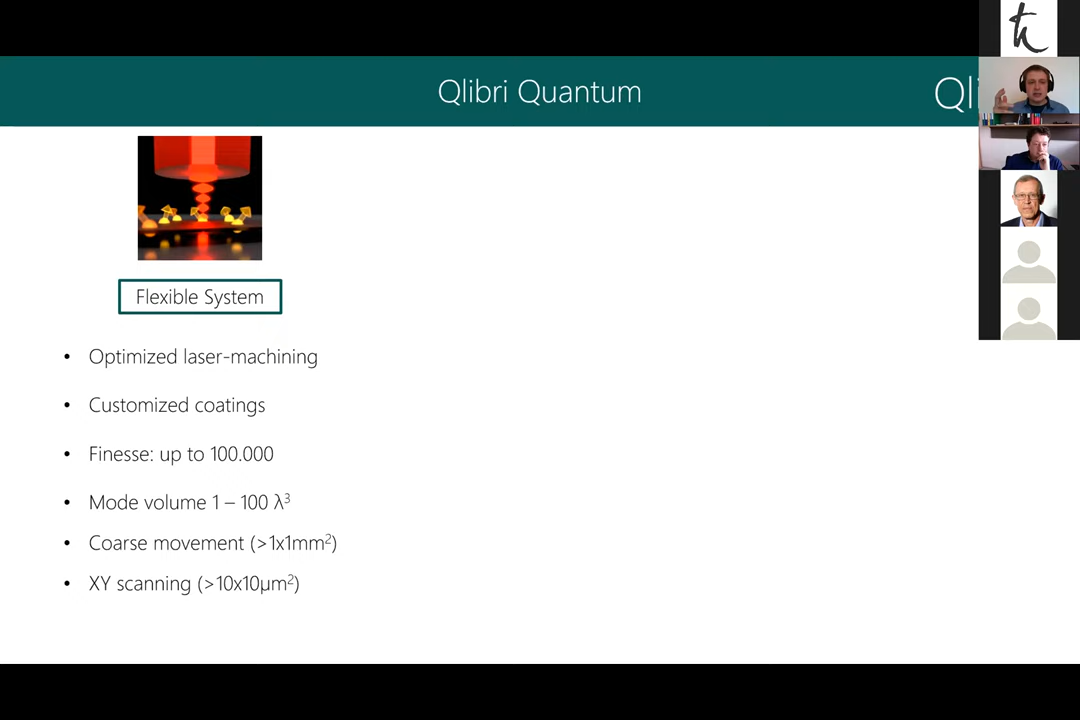 Qlibri Quantum
Qli
Flexible System
• Optimized laser-machining
• Customized coatings
• Finesse: up to 100.000
• Mode volume 1 – 100 λ³
• Coarse movement (>1x1mm²)
• XY scanning (>10x10µm²)